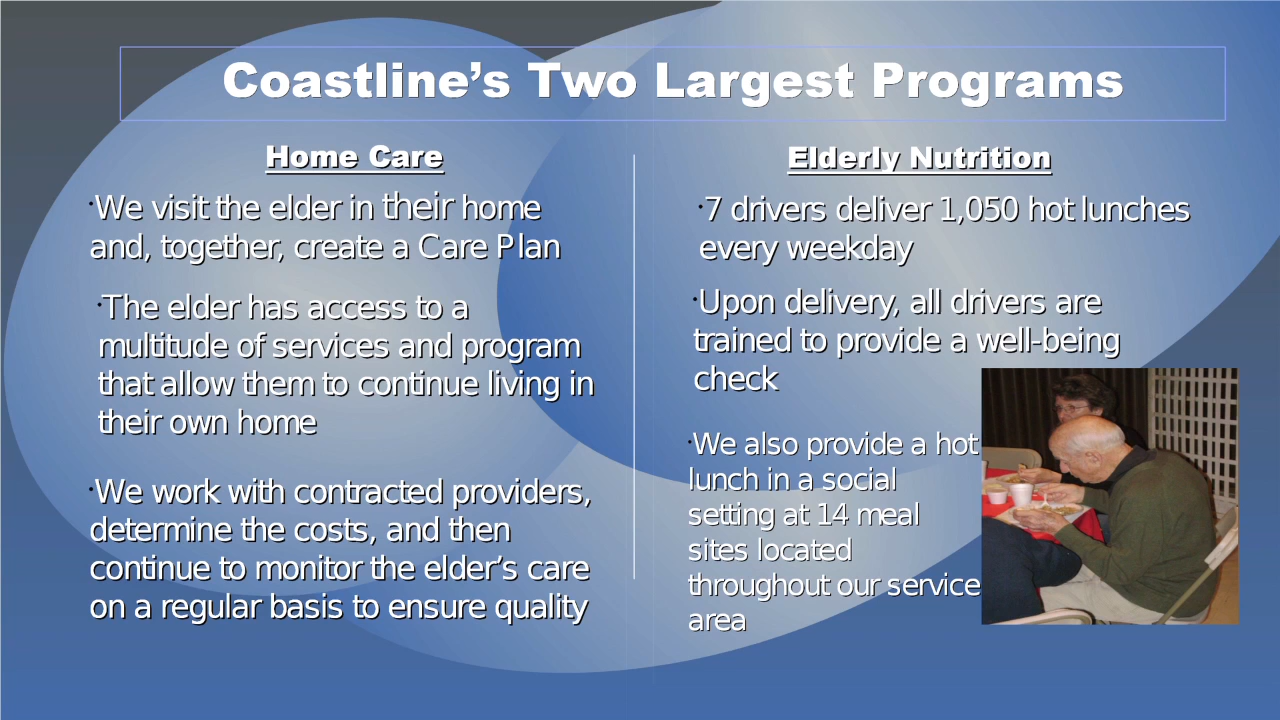 Coastline’s Two Largest Programs
Home Care
·We visit the elder in their home
and, together, create a Care Plan
·The elder has access to a
multitude of services and program
that allow them to continue living in
their own home
·We work with contracted providers,
determine the costs, and then
continue to monitor the elder’s care
on a regular basis to ensure quality
Elderly Nutrition
·7 drivers deliver 1,050 hot lunches
every weekday
·Upon delivery, all drivers are
trained to provide a well-being
check
·We also provide a hot
lunch in a social
setting at 14 meal
sites located
throughout our service
area